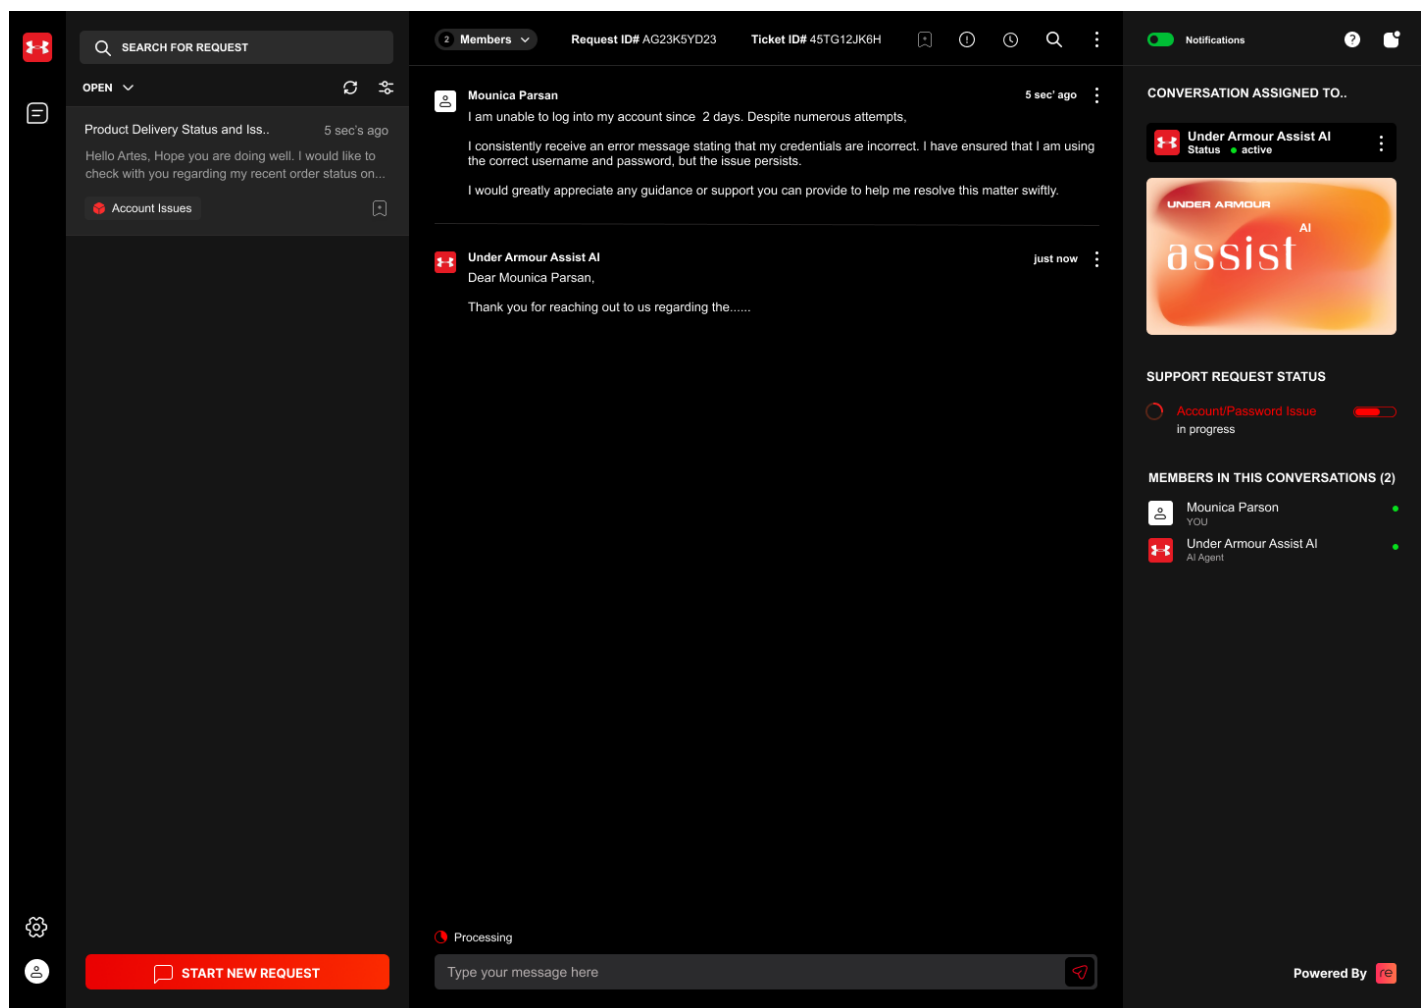 SEARCH FOR REQUEST
OPEN
Product Delivery Status and Iss..
5 sec's ago
Hello Artes, Hope you are doing well. I would like to
check with you regarding my recent order status on...
Account Issues
START NEW REQUEST
2 Members
Request ID# AG23K5YD23
Ticket ID# 45TG12JK6H
Mounica Parsan
5 sec' ago
I am unable to log into my account since 2 days. Despite numerous attempts,
I consistently receive an error message stating that my credentials are incorrect. I have ensured that I am using
the correct username and password, but the issue persists.
I would greatly appreciate any guidance or support you can provide to help me resolve this matter swiftly.
Under Armour Assist AI
just now
Dear Mounica Parsan,
Thank you for reaching out to us regarding the......
Processing
Type your message here
Notifications
?
CONVERSATION ASSIGNED TO..
Under Armour Assist AI
Status active
UNDER ARMOUR
assist AI
SUPPORT REQUEST STATUS
Account/Password Issue
in progress
MEMBERS IN THIS CONVERSATIONS (2)
Mounica Parson
YOU
Under Armour Assist AI
AI Agent
Powered By re